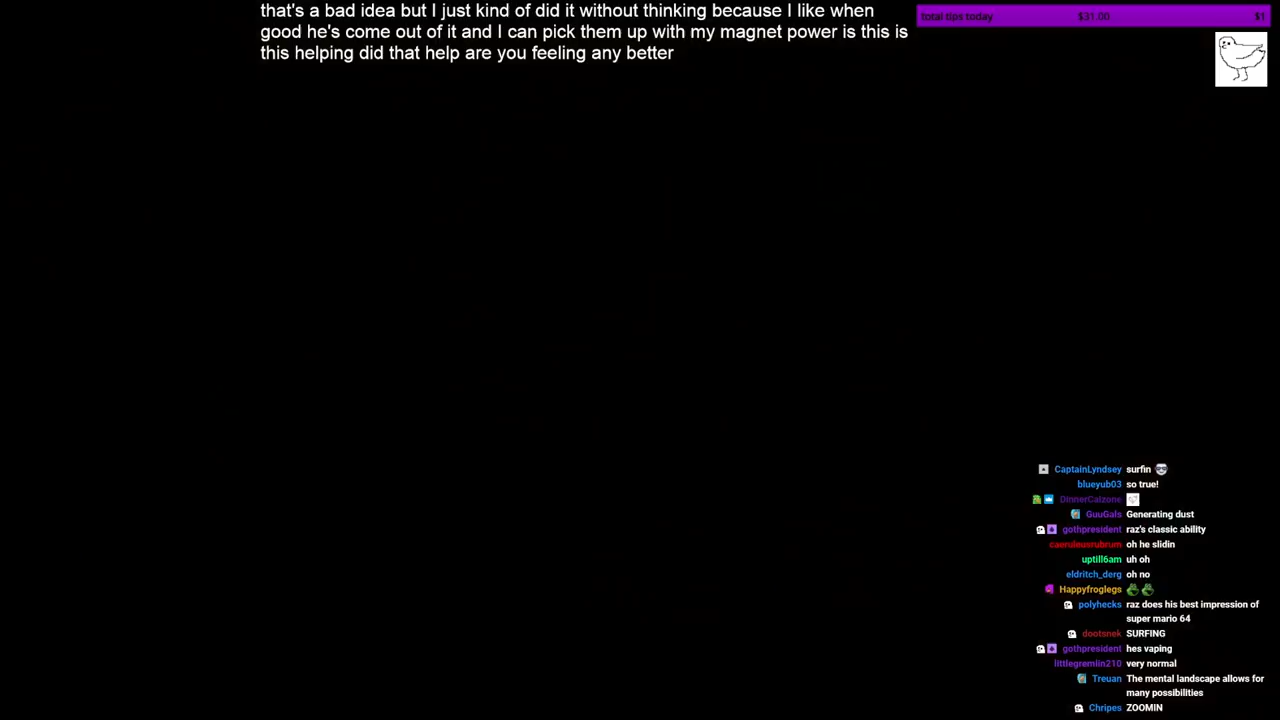 that's a bad idea but I just kind of did it without thinking because I like when
good he's come out of it and I can pick them up with my magnet power is this is
this helping did that help are you feeling any better
total tips today $31.00 $1
CaptainLyndsey surfin
blueyub03 so true!
DinnerCalzone
GuuGals Generating dust
gothpresident raz's classic ability
caeruleusrubrum oh he slidin
uptill6am uh oh
eldritch_derg oh no
Happyfroglegs
polyhecks raz does his best impression of
super mario 64
dootsnek SURFING
gothpresident hes vaping
littlegremlin210 very normal
Treuan The mental landscape allows for
many possibilities
Chripes ZOOMIN